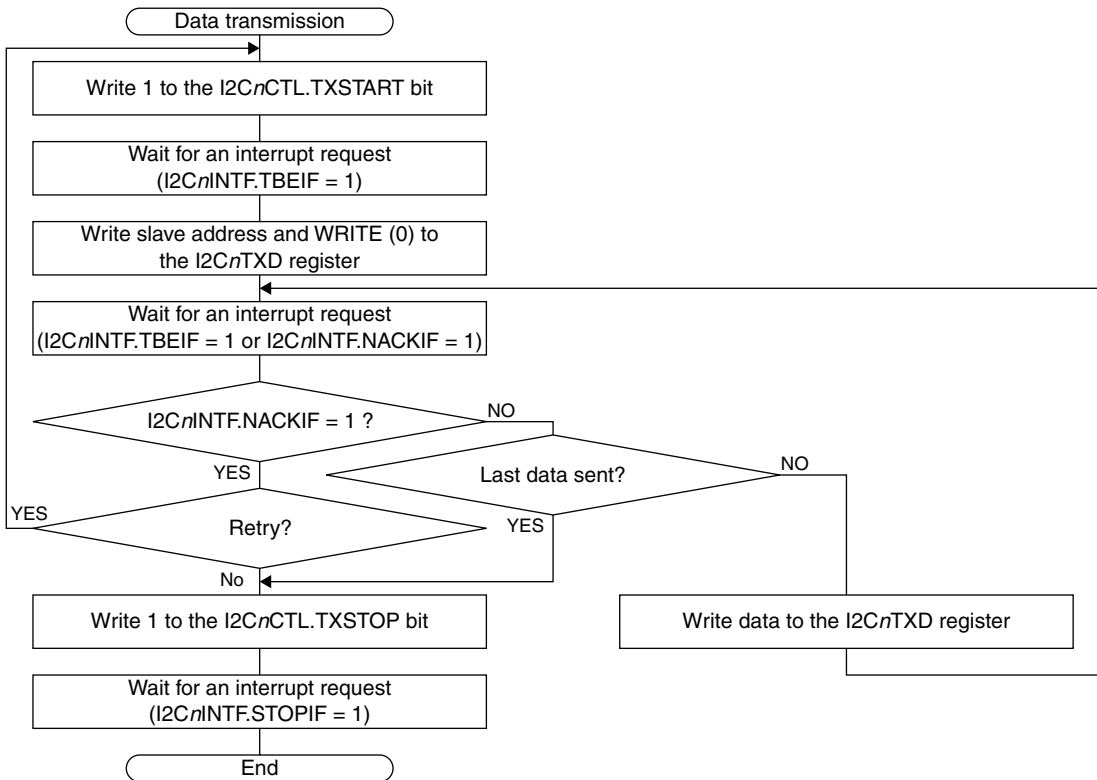 Data transmission
Write 1 to the I2CnCTL.TXSTART bit
Wait for an interrupt request
(I2CnINTF.TBEIF = 1)
Write slave address and WRITE (0) to
the I2CnTXD register
Wait for an interrupt request
(I2CnINTF.TBEIF = 1 or I2CnINTF.NACKIF = 1)
I2CnINTF.NACKIF = 1 ?
NO
YES
Last data sent?
NO
YES
Retry?
YES
No
Write 1 to the I2CnCTL.TXSTOP bit
Write data to the I2CnTXD register
Wait for an interrupt request
(I2CnINTF.STOPIF = 1)
End